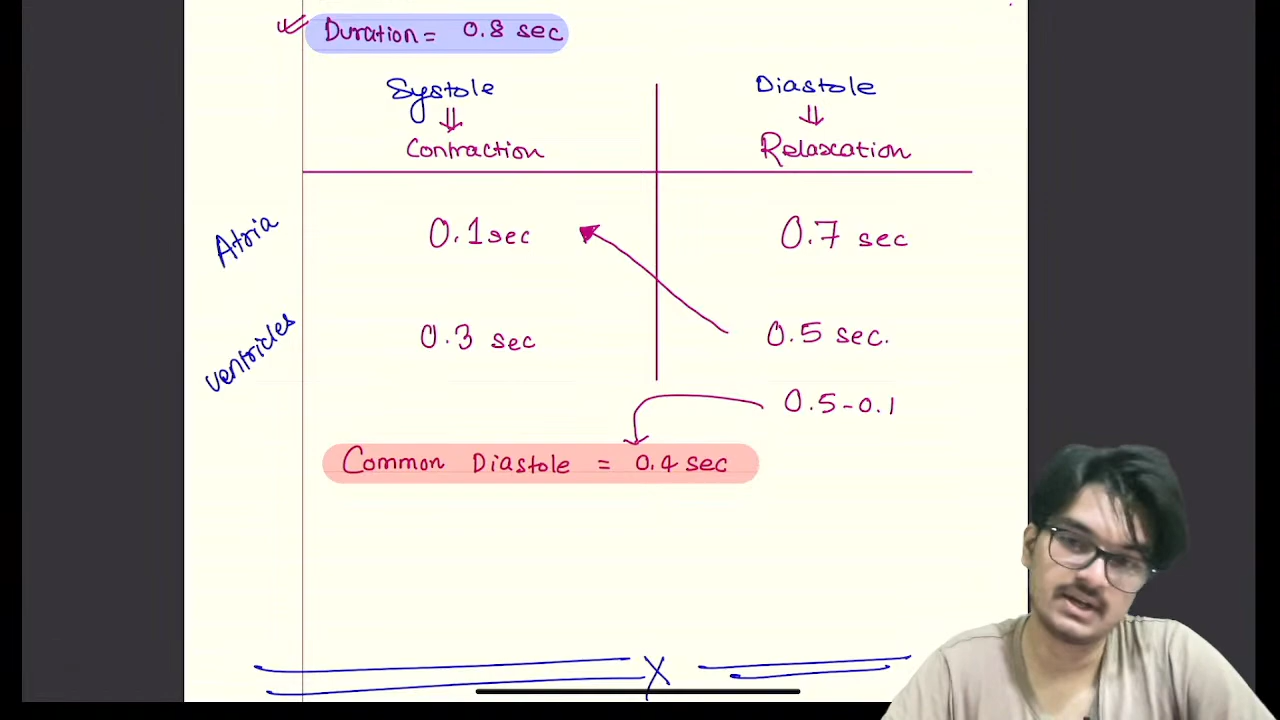 Duration = 0.8 sec
Systole Diastole
⇓ ⇓
Contraction Relaxation
Atria 0.1 sec 0.7 sec
Ventricles 0.3 sec 0.5 sec.
0.5-0.1
Common Diastole = 0.4 sec
X